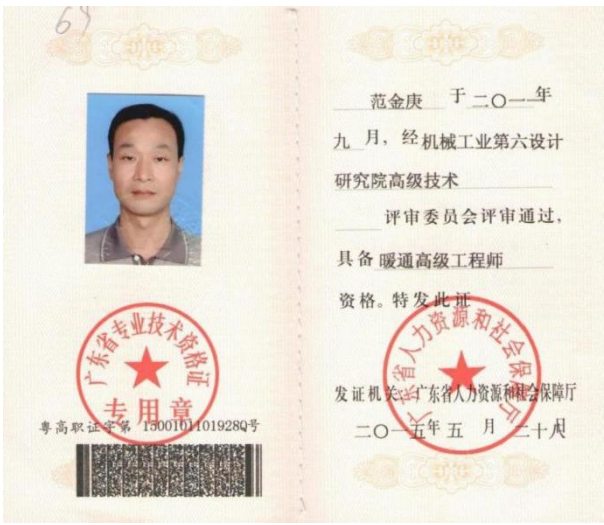 69
广东省专业技术资格证
专用章
粤高职证字第 1500101101928Q号
范金庚 于 二〇一一年
九 月，经 机械工业第六设计
研究院高级技术
评审委员会评审通过，
具备 暖通高级工程师
资格。特发此证
广东省人力资源和社会保障厅
发证机关：广东省人力资源和社会保障厅
二〇一五年 五 月 二十八日